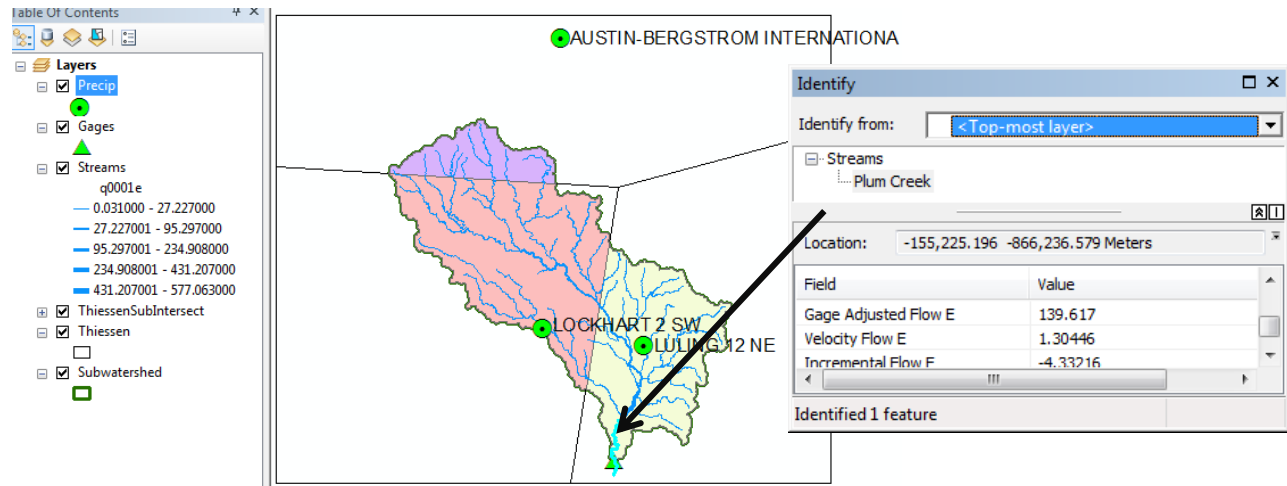 Table Of Contents
Layers
Precip
Gages
Streams
q0001e
0.031000 - 27.227000
27.227001 - 95.297000
95.297001 - 234.908000
234.908001 - 431.207000
431.207001 - 577.063000
ThiessenSubIntersect
Thiessen
Subwatershed
AUSTIN-BERGSTROM INTERNATIONA
LOCKHART 2 SW
LULING 12 NE
Identify
Identify from: <Top-most layer>
Streams
Plum Creek
Location: -155,225.196 -866,236.579 Meters
Field Value
Gage Adjusted Flow E 139.617
Velocity Flow E 1.30446
Incremental Flow E -4.33216
Identified 1 feature